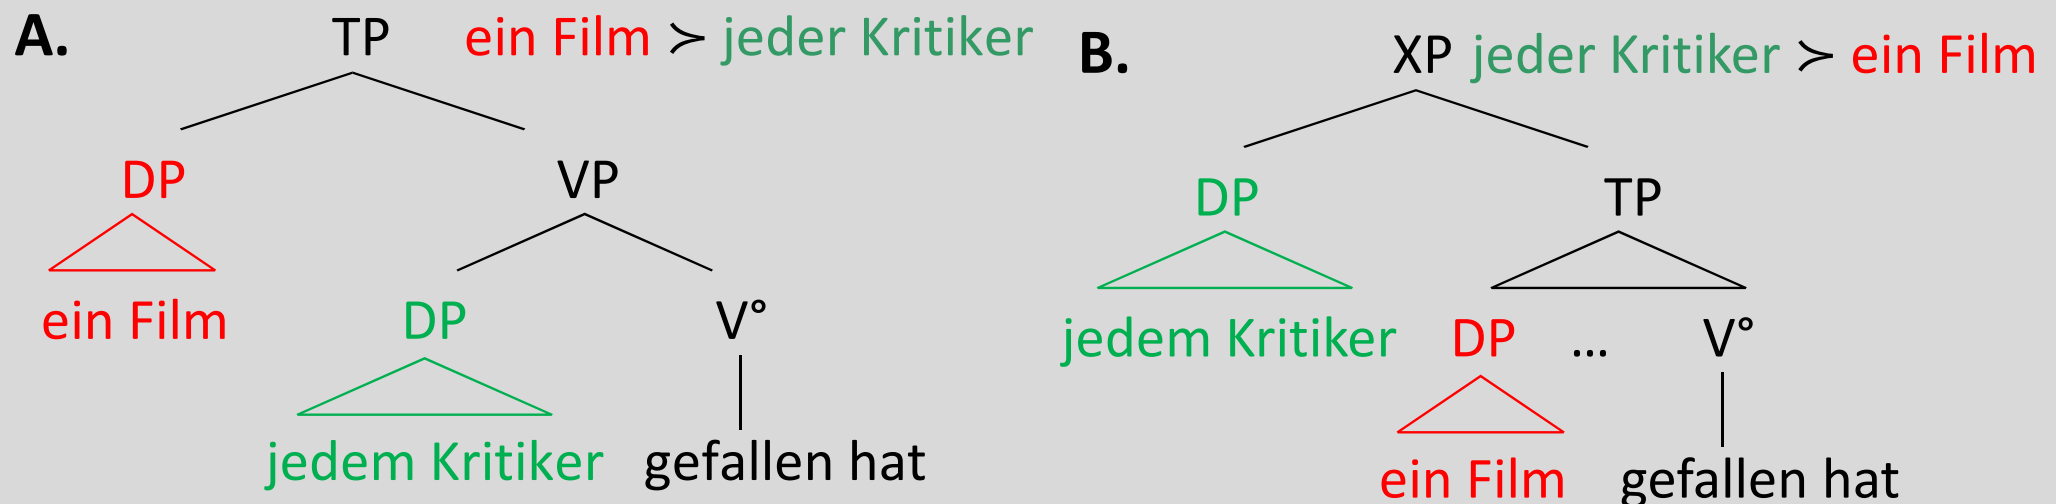 A.
TP ein Film ≻ jeder Kritiker
DP VP
ein Film DP V°
jedem Kritiker gefallen hat
B.
XP jeder Kritiker ≻ ein Film
DP TP
jedem Kritiker DP ... V°
ein Film gefallen hat